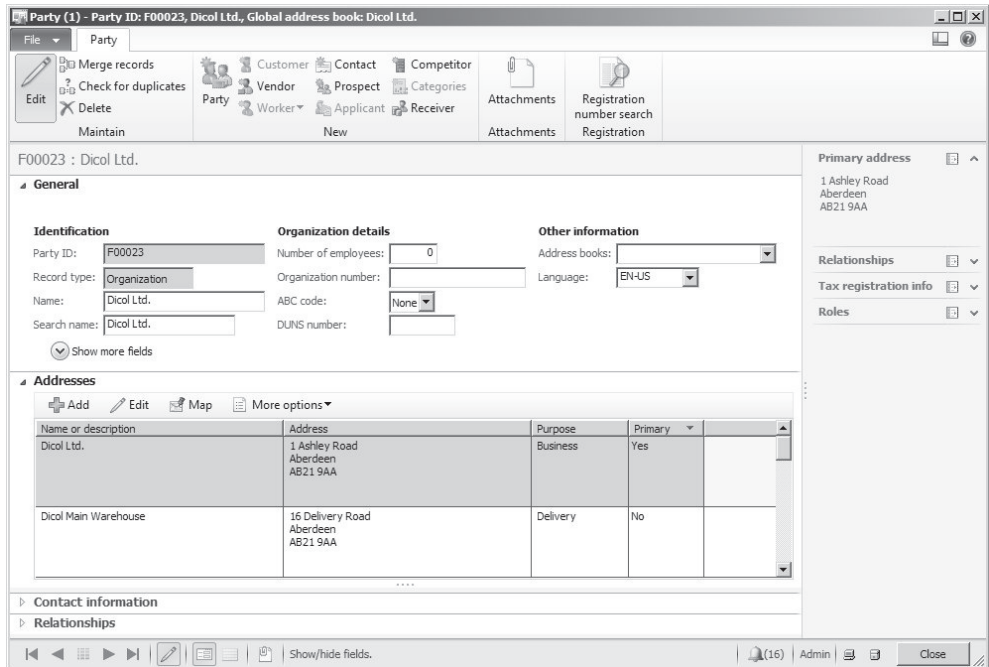 Party (1) - Party ID: F00023, Dicol Ltd., Global address book: Dicol Ltd.
File Party
Edit
Merge records
Check for duplicates
Delete
Maintain
Party
Customer Contact Competitor
Vendor Prospect Categories
Worker Applicant Receiver
New
Attachments
Attachments
Registration
number search
Registration
F00023 : Dicol Ltd.
General
Identification
Party ID: F00023
Record type: Organization
Name: Dicol Ltd.
Search name: Dicol Ltd.
Show more fields
Organization details
Number of employees: 0
Organization number:
ABC code: None
DUNS number:
Other information
Address books:
Language: EN-US
Addresses
Add Edit Map More options
Name or description Address Purpose Primary
Dicol Ltd. 1 Ashley Road Business Yes
Aberdeen
AB21 9AA
Dicol Main Warehouse 16 Delivery Road Delivery No
Aberdeen
AB21 9AA
Contact information
Relationships
Primary address
1 Ashley Road
Aberdeen
AB21 9AA
Relationships
Tax registration info
Roles
Show/hide fields. (16) Admin Close